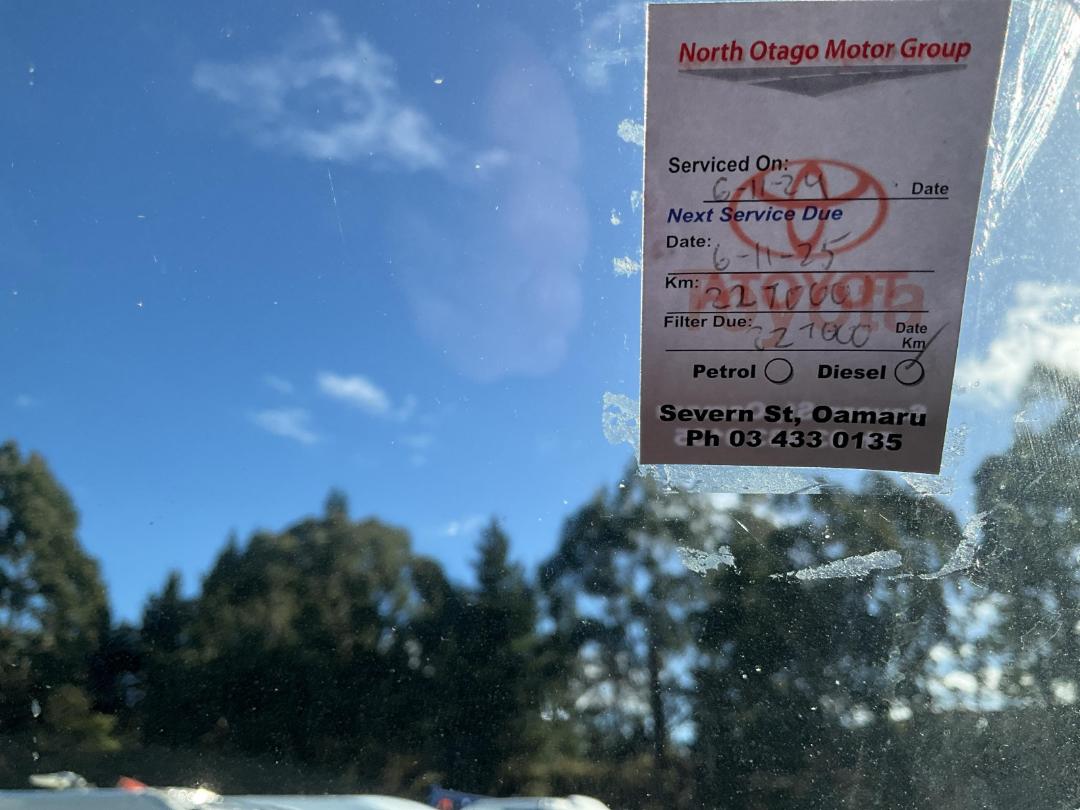 North Otago Motor Group
Serviced On: 6-11-24 Date
Next Service Due
Date: 6-11-25
Km: 227000
Filter Due: 227000 Date
Km
Petrol Diesel
Severn St, Oamaru
Ph 03 433 0135